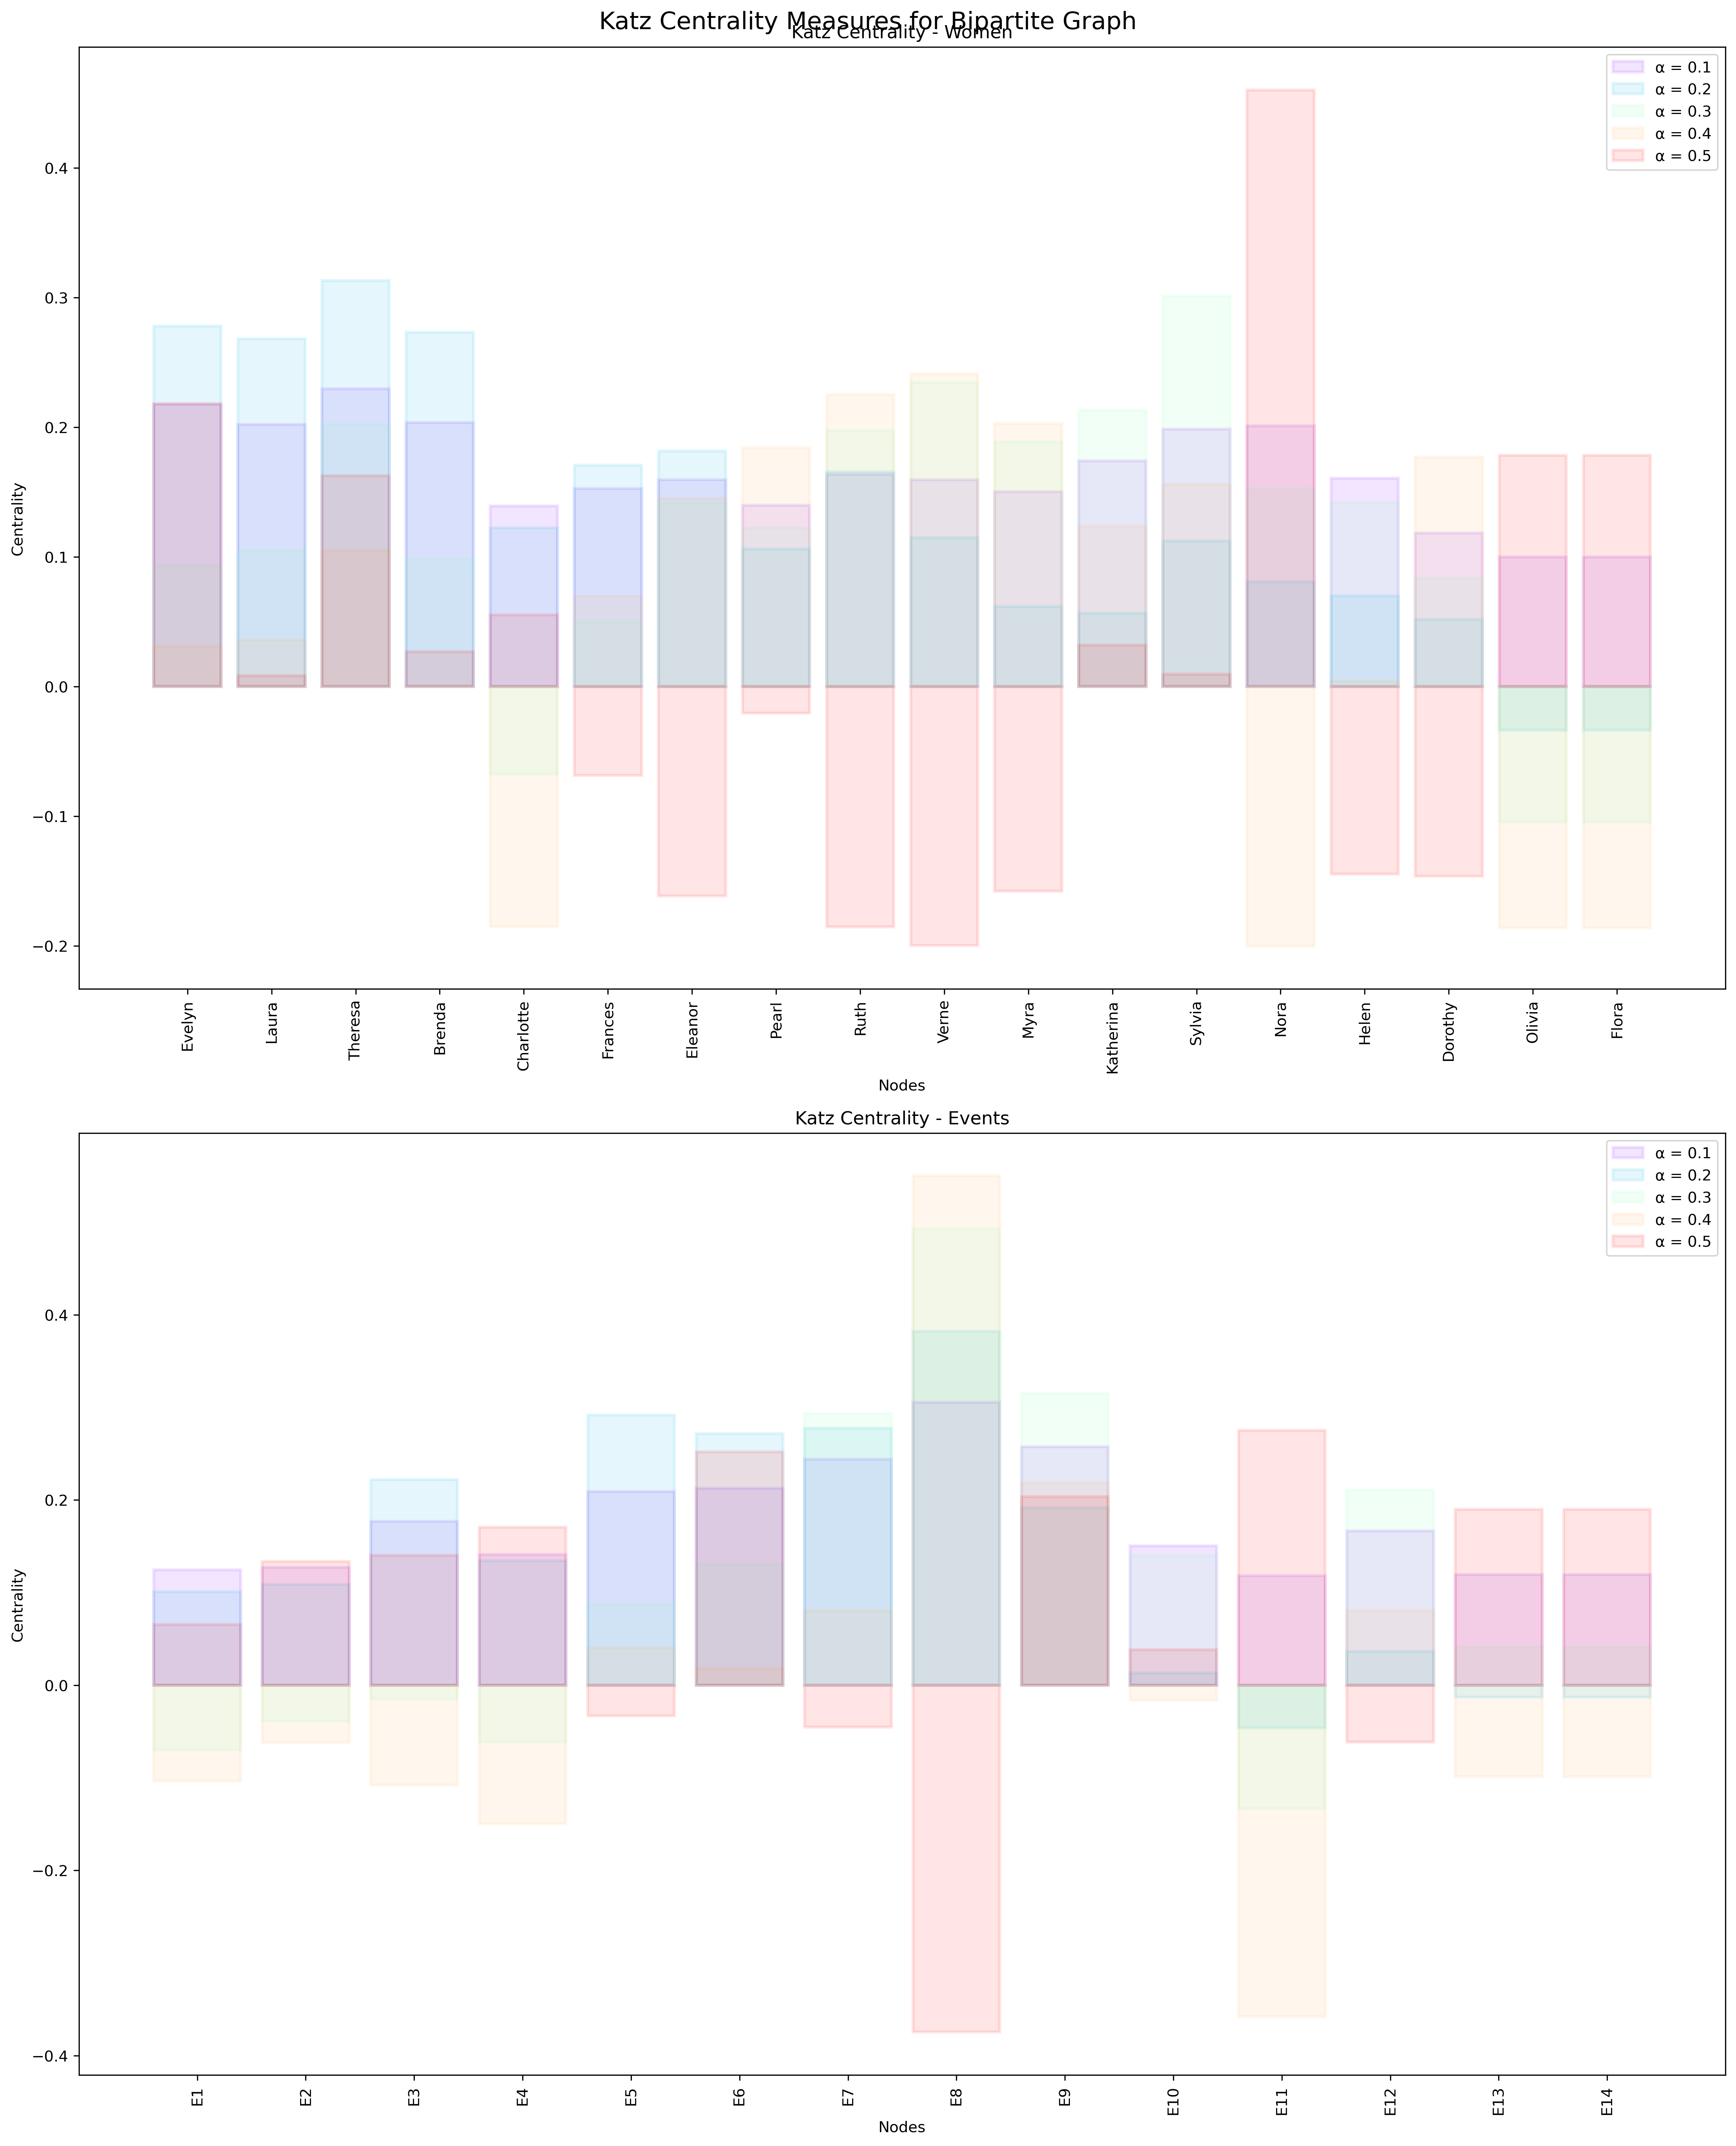 Katz Centrality Measures for Bipartite Graph
Katz Centrality - Women
α = 0.1
α = 0.2
α = 0.3
α = 0.4
α = 0.5
0.4
0.3
0.2
0.1
0.0
−0.1
−0.2
Centrality
Evelyn
Laura
Theresa
Brenda
Charlotte
Frances
Eleanor
Pearl
Ruth
Verne
Myra
Katherina
Sylvia
Nora
Helen
Dorothy
Olivia
Flora
Nodes
Katz Centrality - Events
α = 0.1
α = 0.2
α = 0.3
α = 0.4
α = 0.5
0.4
0.2
0.0
−0.2
−0.4
Centrality
E1
E2
E3
E4
E5
E6
E7
E8
E9
E10
E11
E12
E13
E14
Nodes